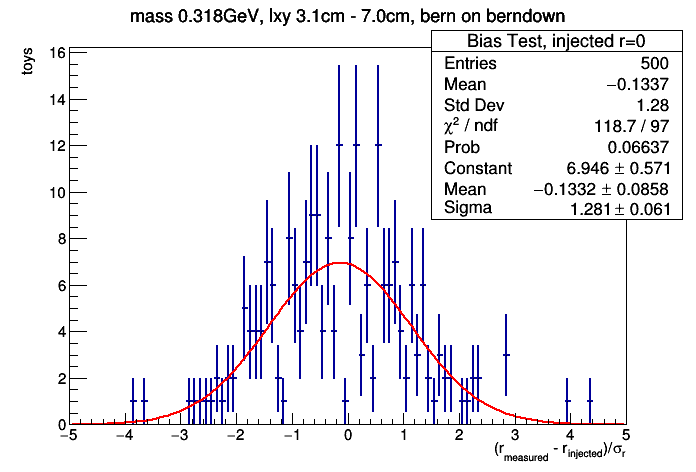 mass 0.318GeV, lxy 3.1cm - 7.0cm, bern on berndown
Bias Test, injected r=0
Entries 500
Mean −0.1337
Std Dev 1.28
χ² / ndf 118.7 / 97
Prob 0.06637
Constant 6.946 ± 0.571
Mean −0.1332 ± 0.0858
Sigma 1.281 ± 0.061
toys
16
14
12
10
8
6
4
2
0
−5 −4 −3 −2 −1 0 1 2 3 4 5
(r_measured - r_injected)/σ_r